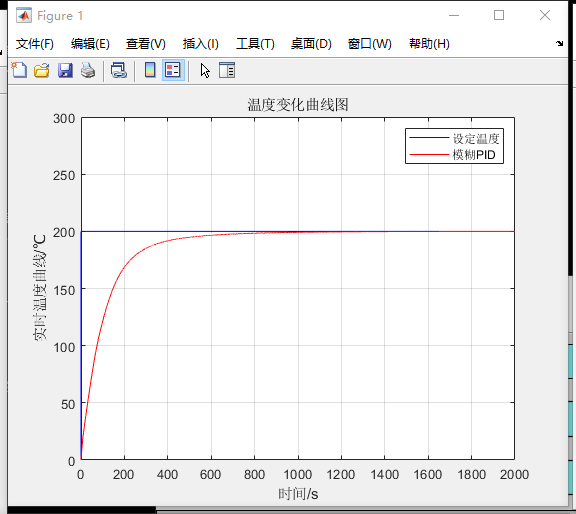 Figure 1
文件(F) 编辑(E) 查看(V) 插入(I) 工具(T) 桌面(D) 窗口(W) 帮助(H)
温度变化曲线图
300
250
200
150
100
50
0
实时温度曲线/℃
设定温度
模糊PID
0 200 400 600 800 1000 1200 1400 1600 1800 2000
时间/s